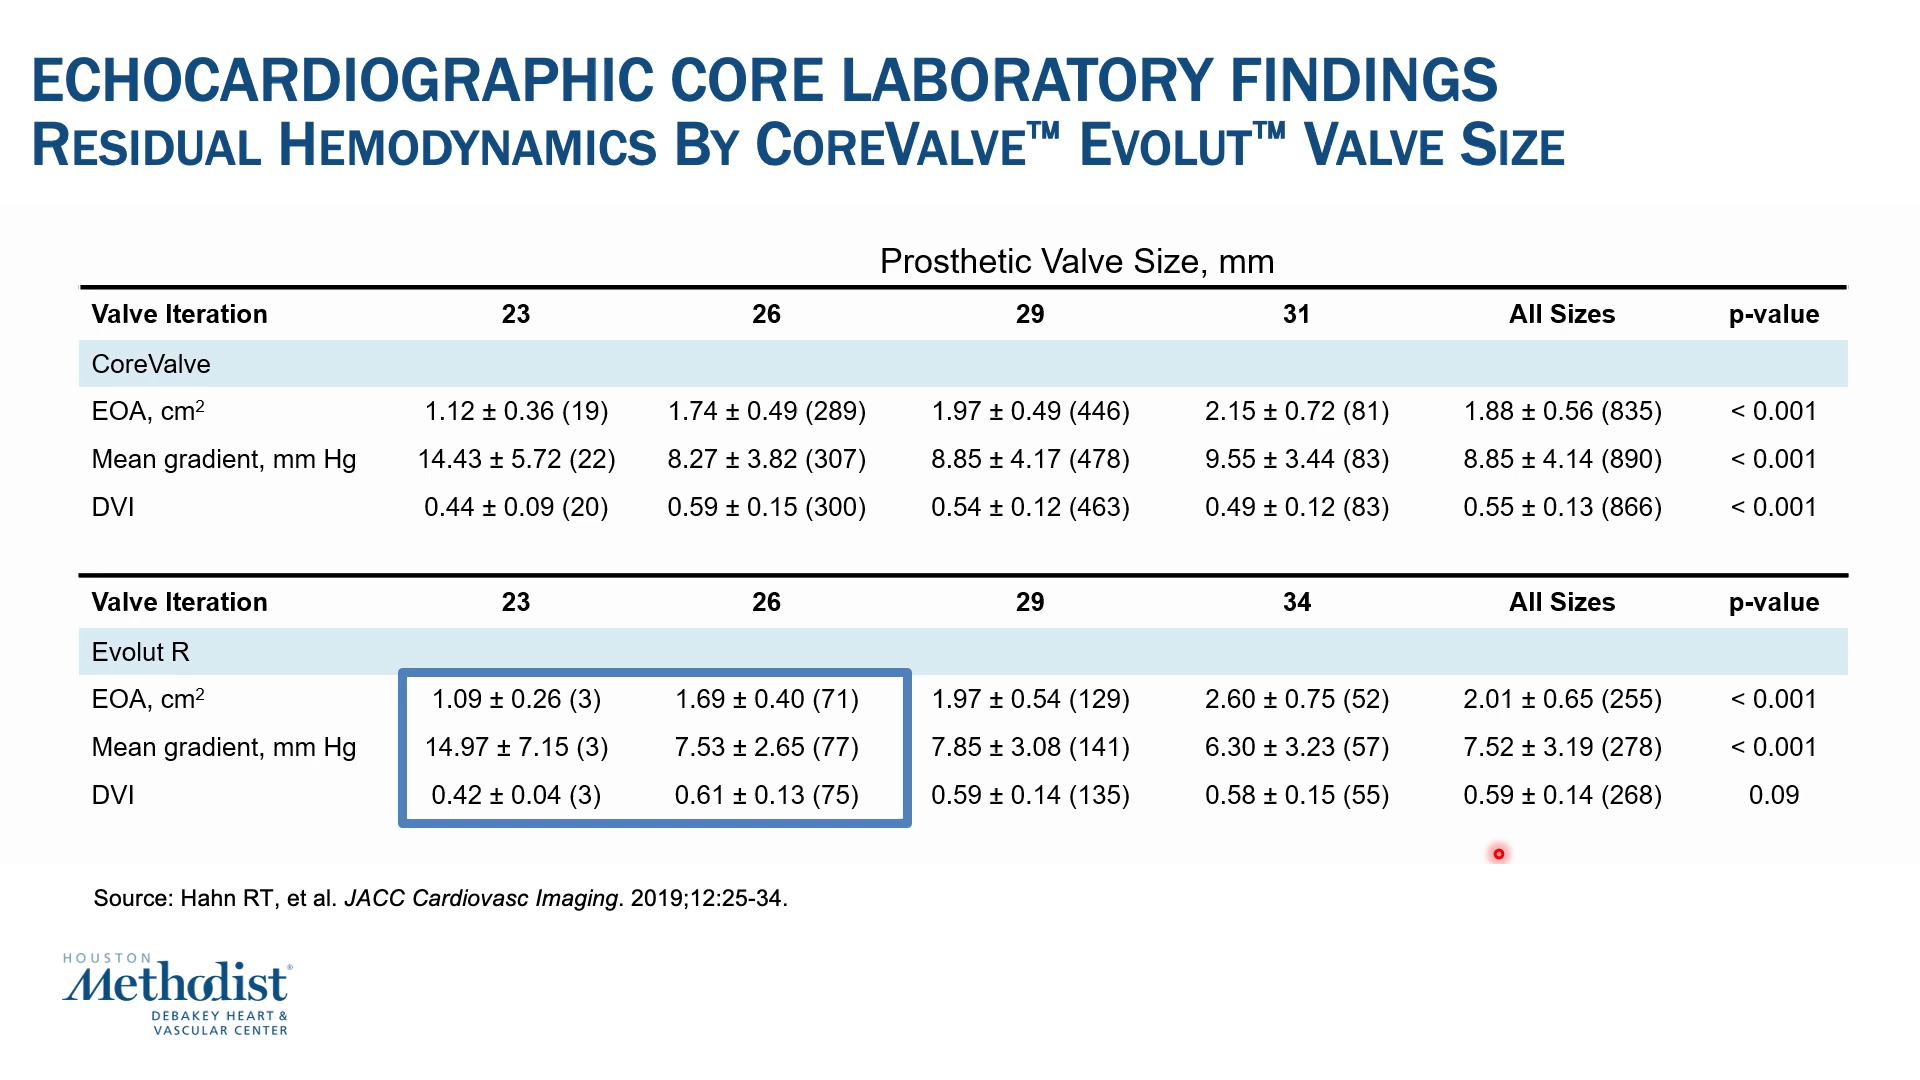 ECHOCARDIOGRAPHIC CORE LABORATORY FINDINGS
RESIDUAL HEMODYNAMICS BY COREVALVE™ EVOLUT™ VALVE SIZE
Prosthetic Valve Size, mm
Valve Iteration 23 26 29 31 All Sizes p-value
CoreValve
EOA, cm² 1.12 ± 0.36 (19) 1.74 ± 0.49 (289) 1.97 ± 0.49 (446) 2.15 ± 0.72 (81) 1.88 ± 0.56 (835) < 0.001
Mean gradient, mm Hg 14.43 ± 5.72 (22) 8.27 ± 3.82 (307) 8.85 ± 4.17 (478) 9.55 ± 3.44 (83) 8.85 ± 4.14 (890) < 0.001
DVI 0.44 ± 0.09 (20) 0.59 ± 0.15 (300) 0.54 ± 0.12 (463) 0.49 ± 0.12 (83) 0.55 ± 0.13 (866) < 0.001
Valve Iteration 23 26 29 34 All Sizes p-value
Evolut R
EOA, cm² 1.09 ± 0.26 (3) 1.69 ± 0.40 (71) 1.97 ± 0.54 (129) 2.60 ± 0.75 (52) 2.01 ± 0.65 (255) < 0.001
Mean gradient, mm Hg 14.97 ± 7.15 (3) 7.53 ± 2.65 (77) 7.85 ± 3.08 (141) 6.30 ± 3.23 (57) 7.52 ± 3.19 (278) < 0.001
DVI 0.42 ± 0.04 (3) 0.61 ± 0.13 (75) 0.59 ± 0.14 (135) 0.58 ± 0.15 (55) 0.59 ± 0.14 (268) 0.09
Source: Hahn RT, et al. JACC Cardiovasc Imaging. 2019;12:25-34.
HOUSTON
Methodist®
DEBAKEY HEART &
VASCULAR CENTER